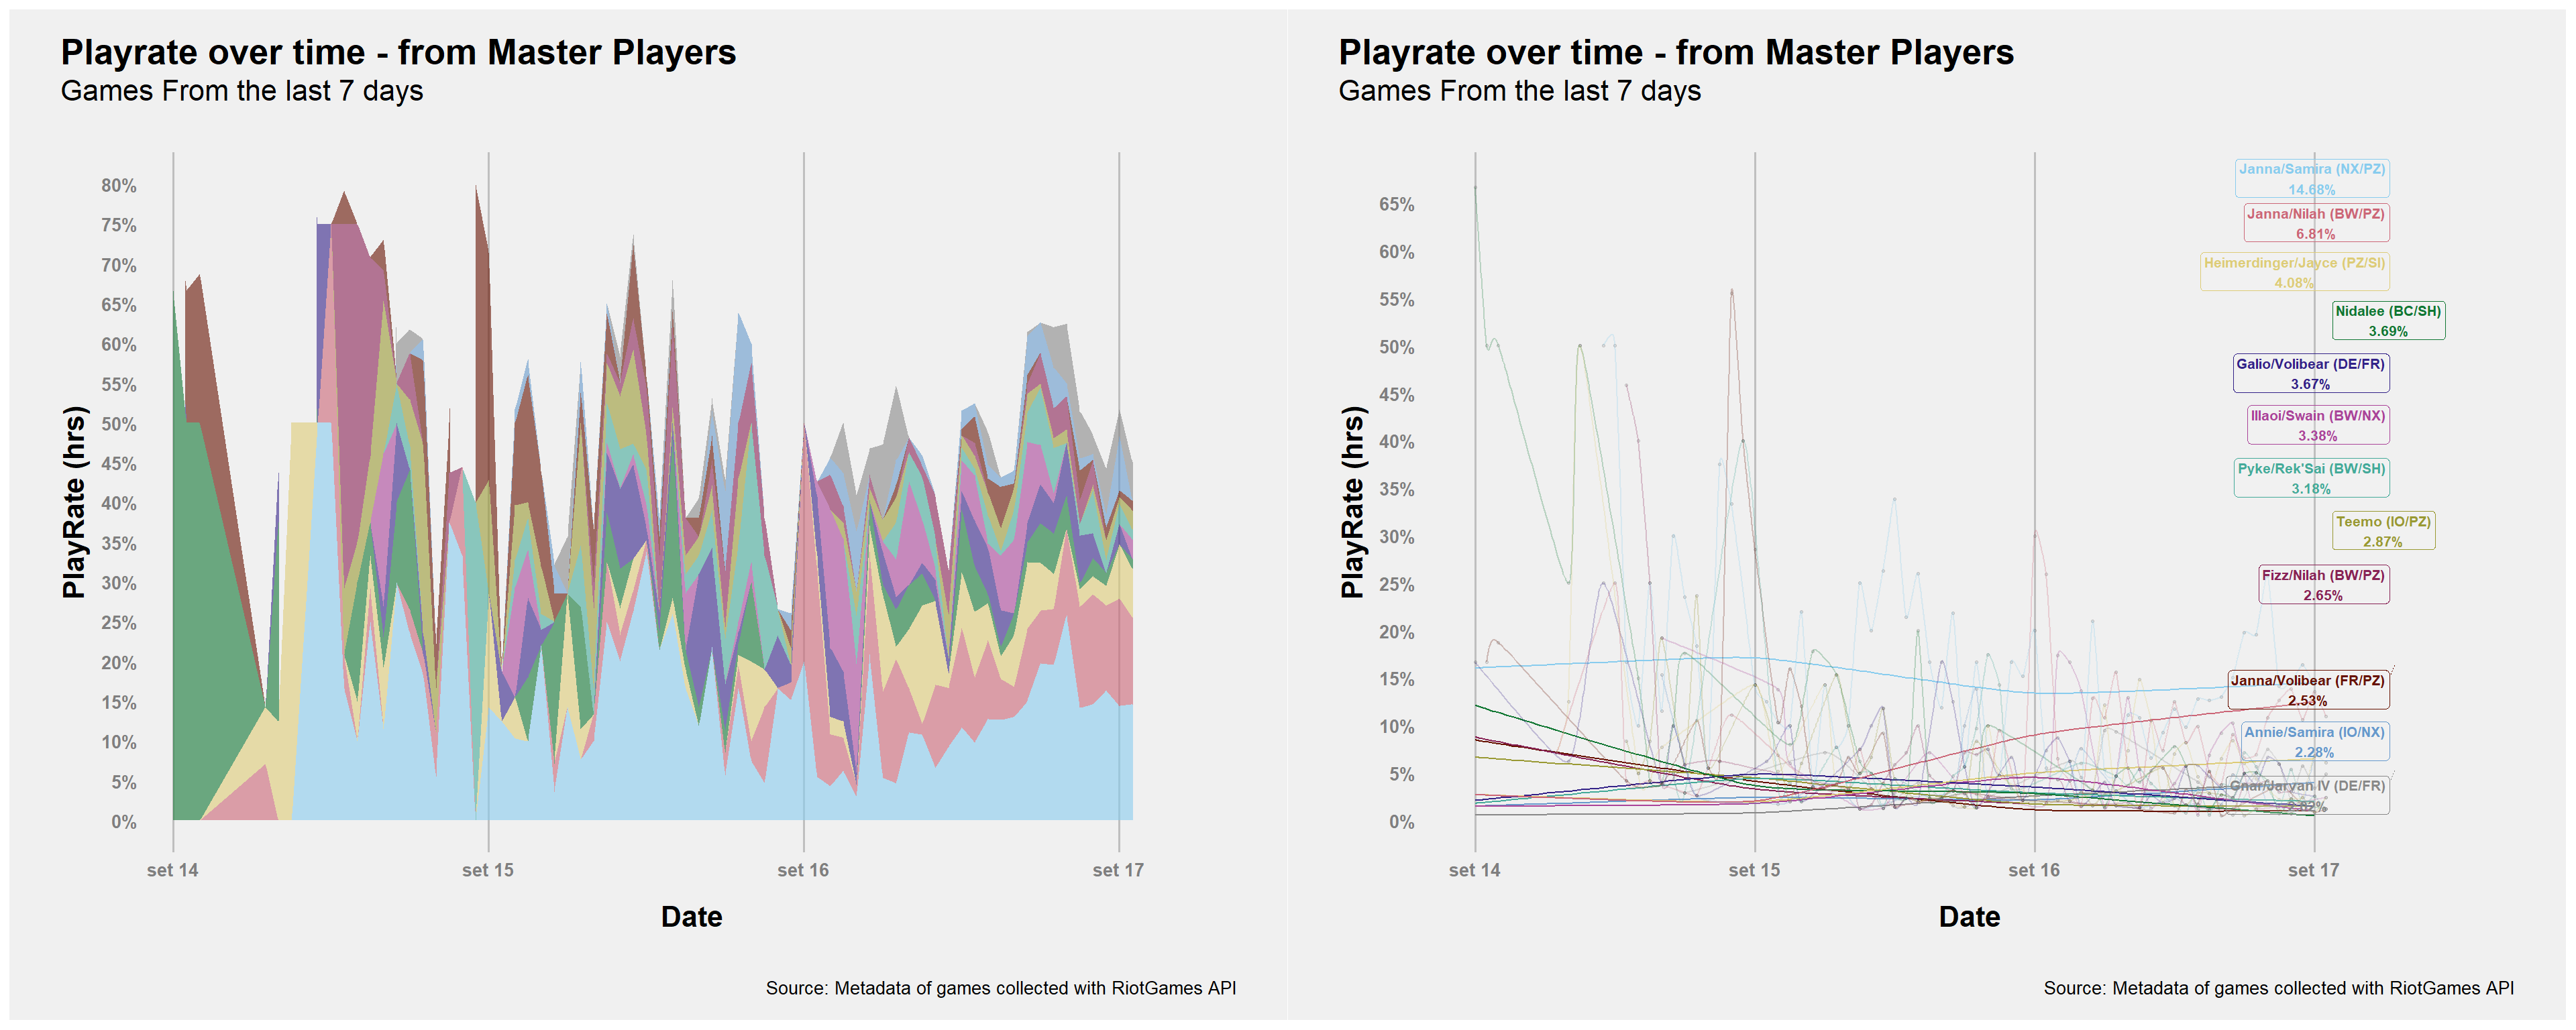 Playrate over time - from Master Players
Games From the last 7 days
80%
75%
70%
65%
60%
55%
50%
45%
40%
35%
30%
25%
20%
15%
10%
5%
0%
PlayRate (hrs)
set 14
set 15
set 16
set 17
Date
Source: Metadata of games collected with RiotGames API
Playrate over time - from Master Players
Games From the last 7 days
65%
60%
55%
50%
45%
40%
35%
30%
25%
20%
15%
10%
5%
0%
PlayRate (hrs)
Janna/Samira (NX/PZ)
14.68%
Janna/Nilah (BW/PZ)
6.81%
Heimerdinger/Jayce (PZ/SI)
4.08%
Nidalee (BC/SH)
3.69%
Galio/Volibear (DE/FR)
3.67%
Illaoi/Swain (BW/NX)
3.38%
Pyke/Rek'Sai (BW/SH)
3.18%
Teemo (IO/PZ)
2.87%
Fizz/Nilah (BW/PZ)
2.65%
Janna/Volibear (FR/PZ)
2.53%
Annie/Samira (IO/NX)
2.28%
Gnar/Jarvan IV (DE/FR)
set 14
set 15
set 16
set 17
Date
Source: Metadata of games collected with RiotGames API